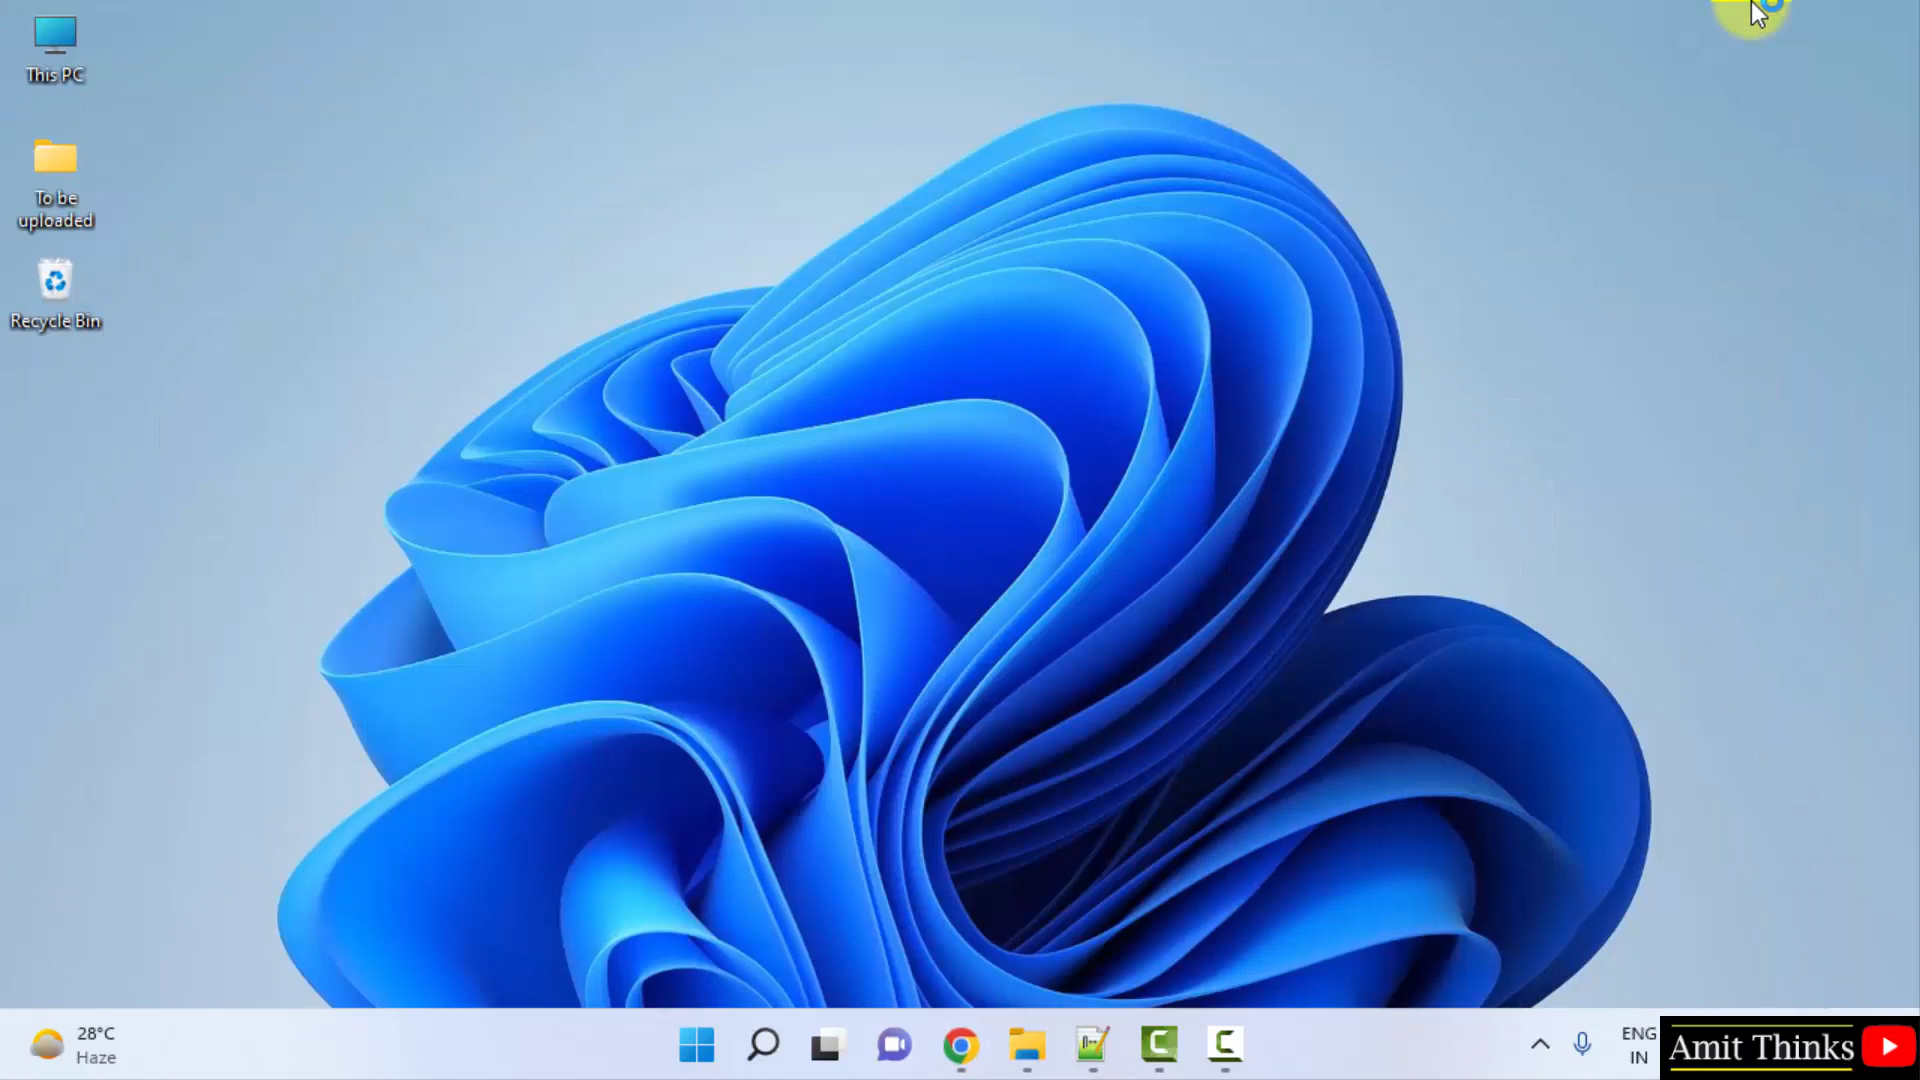 This PC
To be
uploaded
Recycle Bin
28°C
Haze
ENG
IN
Amit Thinks